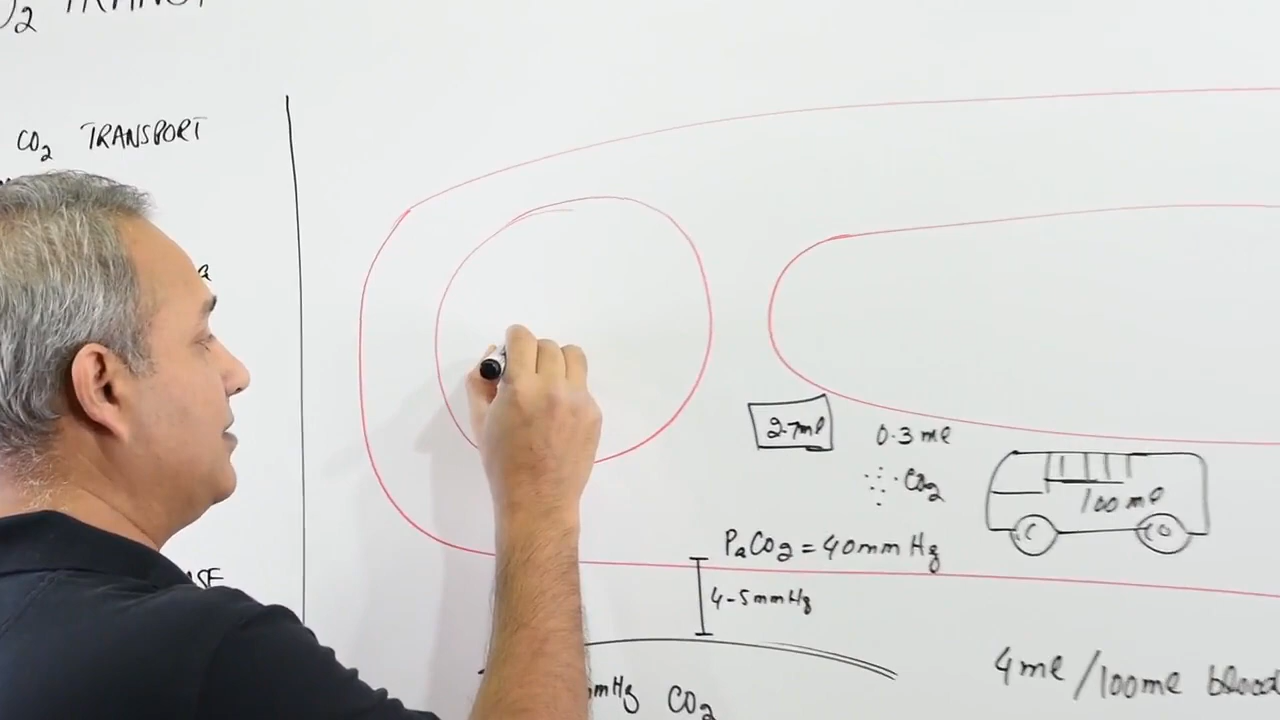 CO2 TRANSPORT
2.7ml
0.3 ml
CO2
100 ml
PaCO2 = 40mm Hg
4-5mmHg
mmHg CO2
4ml/100ml blood